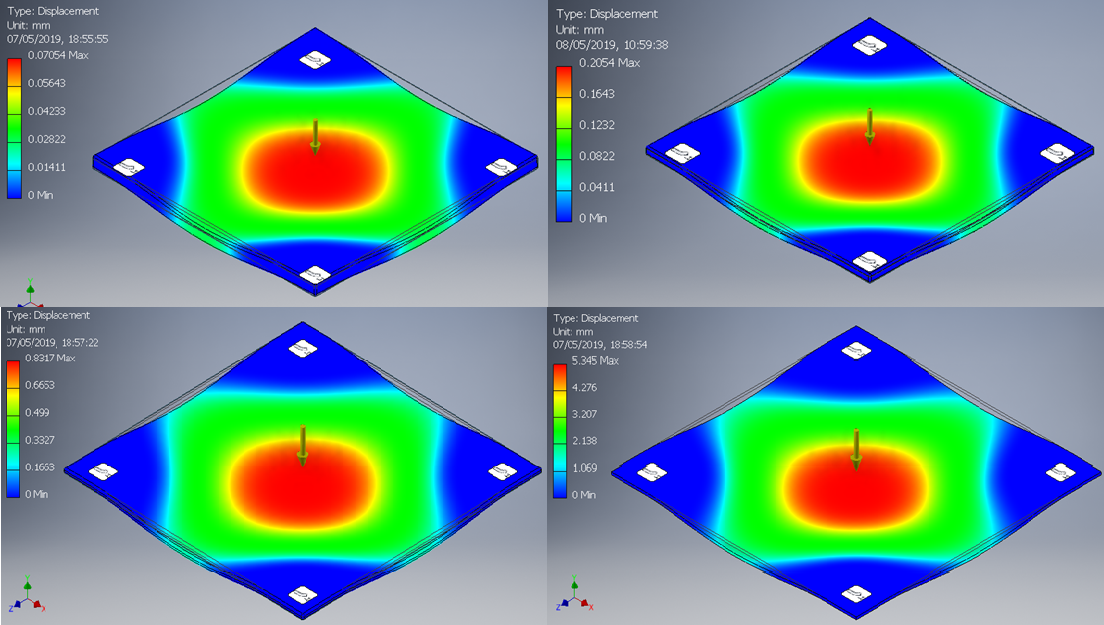 Type: Displacement
Unit: mm
07/05/2019, 18:55:55
0.07054 Max
0.05643
0.04233
0.02822
0.01411
0 Min
Type: Displacement
Unit: mm
08/05/2019, 10:59:38
0.2054 Max
0.1643
0.1232
0.0822
0.0411
0 Min
Type: Displacement
Unit: mm
07/05/2019, 18:57:22
0.8317 Max
0.6653
0.499
0.3327
0.1663
0 Min
Z X
Type: Displacement
Unit: mm
07/05/2019, 18:58:54
5.345 Max
4.276
3.207
2.138
1.069
0 Min
Z X